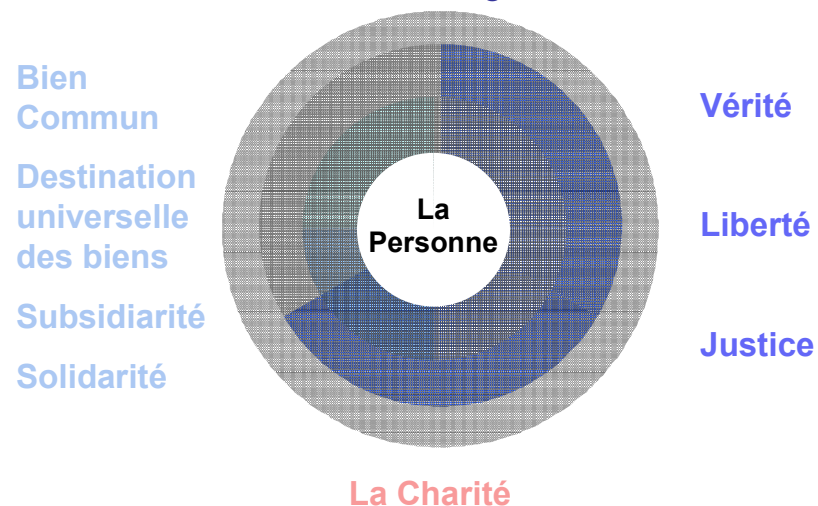 Bien
Commun
Destination
universelle
des biens
Subsidiarité
Solidarité
La
Personne
Vérité
Liberté
Justice
La Charité